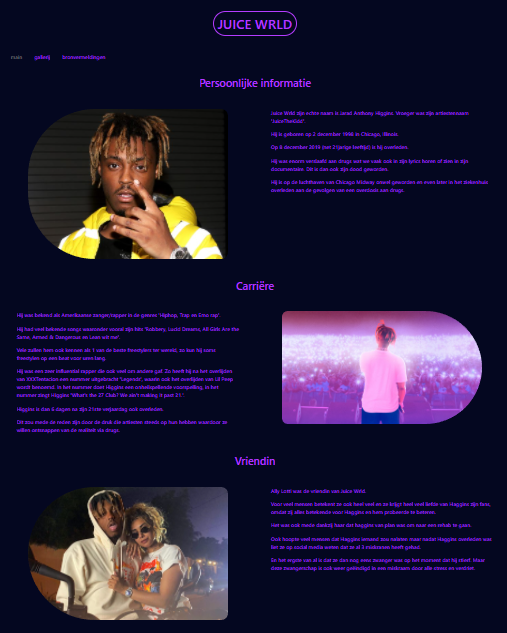 JUICE WRLD
main gallerij bronvermeldingen
Persoonlijke informatie
Juice Wrld zijn echte naam is Jarad Anthony Higgins. Vroeger was zijn artiestennaam
'JuiceTheKidd'.
Hij is geboren op 2 december 1998 in Chicago, Illinois.
Op 8 december 2019 (net 21jarige leeftijd) is hij overleden.
Hij was enorm verslaafd aan drugs wat we vaak ook in zijn lyrics horen of zien in zijn
documentaire. Dit is dan ook zijn dood geworden.
Hij is op de luchthaven van Chicago Midway onwel geworden en even later in het ziekenhuis
overleden aan de gevolgen van een overdosis aan drugs.
Carrière
Hij was bekend als Amerikaanse zanger/rapper in de genres 'Hiphop, Trap en Emo rap'.
Hij had veel bekende songs waaronder vooral zijn hits 'Robbery, Lucid Dreams, All Girls Are the
Same, Armed & Dangerous en Lean wit me'.
Vele zullen hem ook kennen als 1 van de beste freestylers ter wereld, zo kon hij soms
freestylen op een beat voor uren lang.
Hij was een zeer influential rapper die ook veel om andere gaf. Zo heeft hij na het overlijden
van XXXTentacion een nummer uitgebracht 'Legends', waarin ook het overlijden van Lil Peep
wordt benoemd. In het nummer doet Higgins een onheilspellende voorspelling. In het
nummer zingt Higgins "What's the 27 Club? We ain't making it past 21."
Higgins is dan 6 dagen na zijn 21ste verjaardag ook overleden.
Dit zou mede de reden zijn door de druk die artiesten steeds op hun hebben waardoor ze
willen ontsnappen van de realiteit via drugs.
Vriendin
Ally Lotti was de vriendin van Juice Wrld.
Voor veel mensen betekent ze ook heel veel en ze krijgt heel veel liefde van Higgins zijn fans,
omdat zij alles betekende voor Higgins en hem probeerde te beteren.
Het was ook mede dankzij haar dat higgins van plan was om naar een rehab te gaan.
Ook hoopte veel mensen dat Higgins iemand zou nalaten maar nadat Higgins overleden was
liet ze op social media weten dat ze al 3 miskramen heeft gehad.
En het ergste van al is dat ze dan nog eens zwanger was op het moment dat hij stierf. Maar
deze zwangerschap is ook weer geëindigd in een miskraam door alle stress en verdriet.